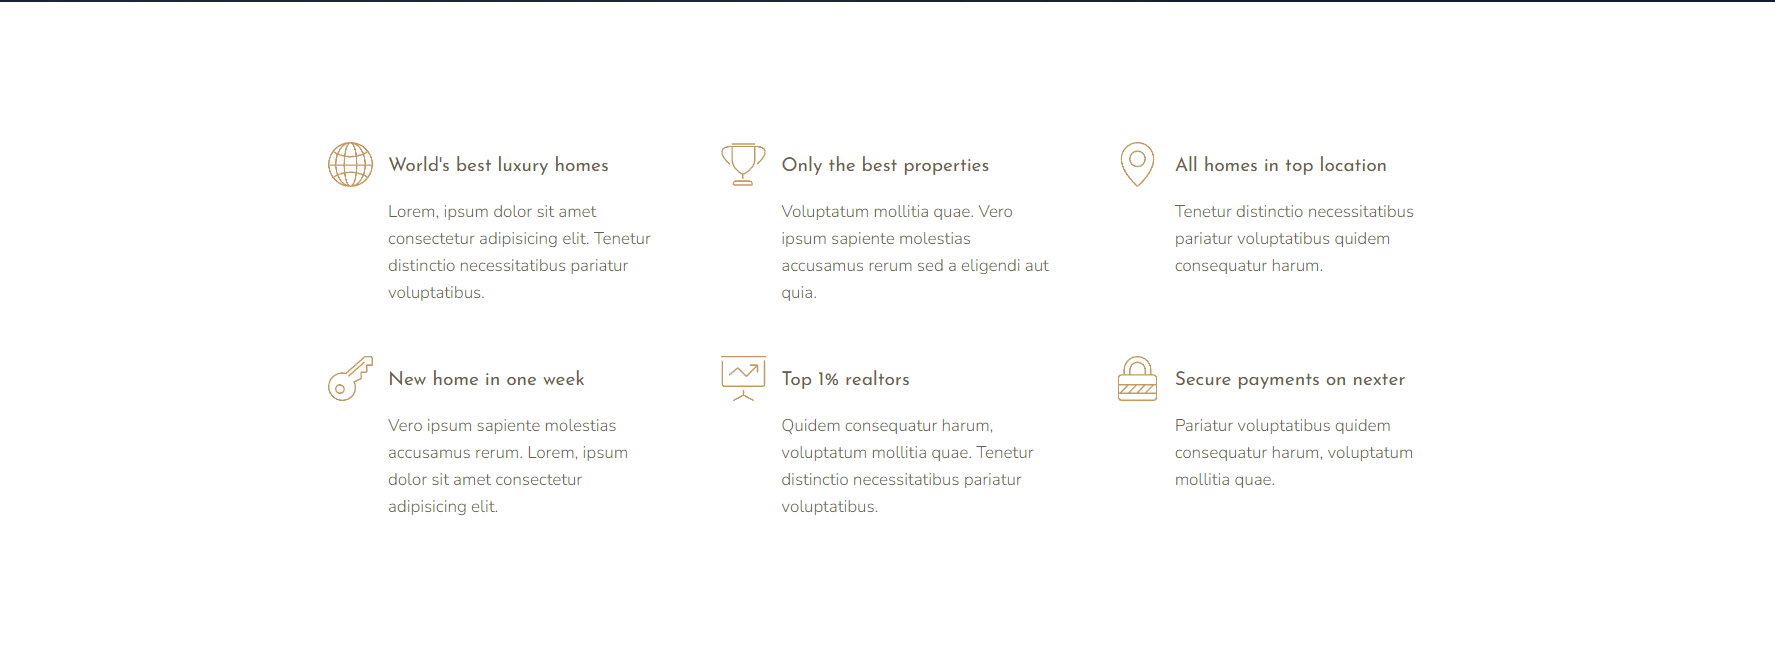 World's best luxury homes
Lorem, ipsum dolor sit amet
consectetur adipisicing elit. Tenetur
distinctio necessitatibus pariatur
voluptatibus.
Only the best properties
Voluptatum mollitia quae. Vero
ipsum sapiente molestias
accusamus rerum sed a eligendi aut
quia.
All homes in top location
Tenetur distinctio necessitatibus
pariatur voluptatibus quidem
consequatur harum.
New home in one week
Vero ipsum sapiente molestias
accusamus rerum. Lorem, ipsum
dolor sit amet consectetur
adipisicing elit.
Top 1% realtors
Quidem consequatur harum,
voluptatum mollitia quae. Tenetur
distinctio necessitatibus pariatur
voluptatibus.
Secure payments on nexter
Pariatur voluptatibus quidem
consequatur harum, voluptatum
mollitia quae.